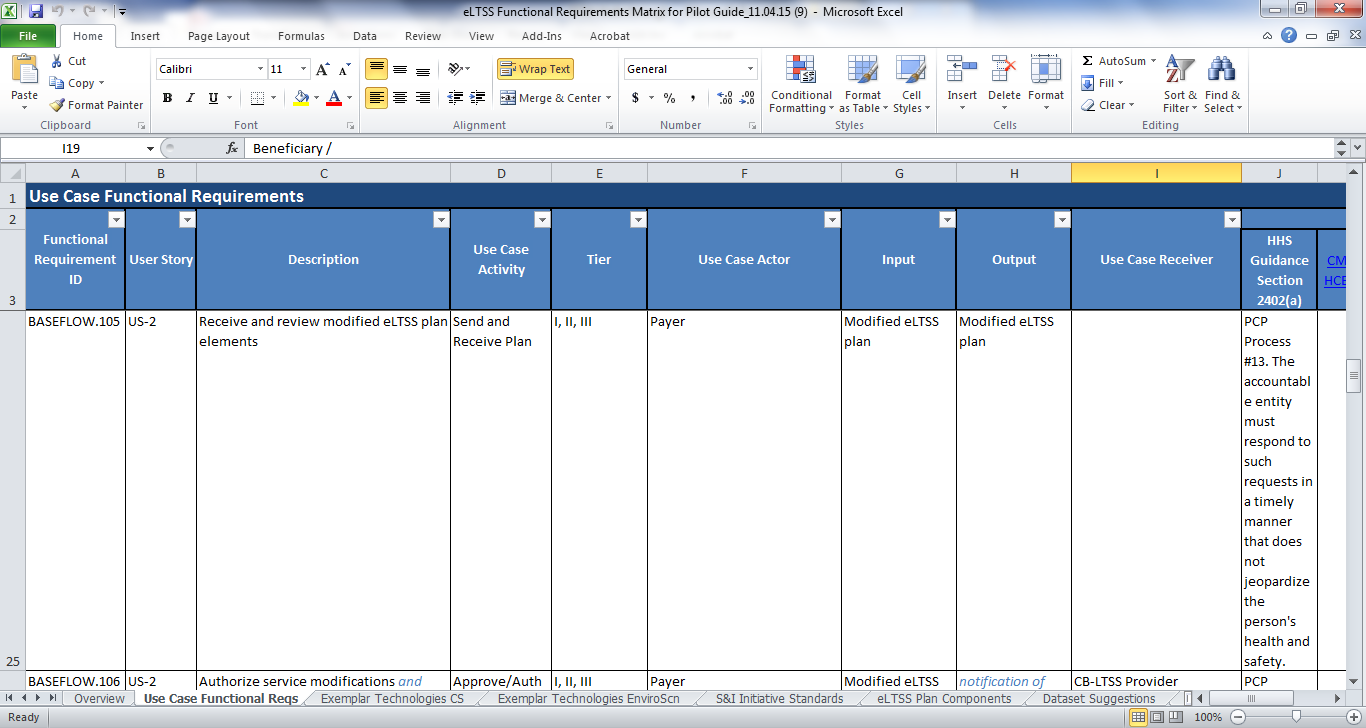 eLTSS Functional Requirements Matrix for Pilot Guide_11.04.15 (9) - Microsoft Excel
File Home Insert Page Layout Formulas Data Review View Add-Ins Acrobat
Paste
Cut
Copy
Format Painter
Clipboard
Calibri 11
B I U
Font
Wrap Text
Merge & Center
Alignment
General
$ % ,
Number
Conditional Formatting
Format as Table
Cell Styles
Styles
Insert Delete Format
Cells
AutoSum
Fill
Clear
Sort & Filter
Find & Select
Editing
I19 fx Beneficiary /
A B C D E F G H I J
1 Use Case Functional Requirements
2
3
Functional
Requirement
ID
User Story
Description
Use Case
Activity
Tier
Use Case Actor
Input
Output
Use Case Receiver
HHS
Guidance
Section
2402(a)
CM
HCE
25
BASEFLOW.105
US-2
Receive and review modified eLTSS plan
elements
Send and
Receive Plan
I, II, III
Payer
Modified eLTSS
plan
Modified eLTSS
plan
PCP
Process
#13. The
accountabl
e entity
must
respond to
such
requests in
a timely
manner
that does
not
jeopardize
the
person's
health and
safety.
BASEFLOW.106 US-2 Authorize service modifications and Approve/Auth I, II, III Payer Modified eLTSS notification of CB-LTSS Provider PCP
Overview Use Case Functional Reqs Exemplar Technologies CS Exemplar Technologies EnviroScn S&I Initiative Standards eLTSS Plan Components Dataset Suggestions
Ready 100%